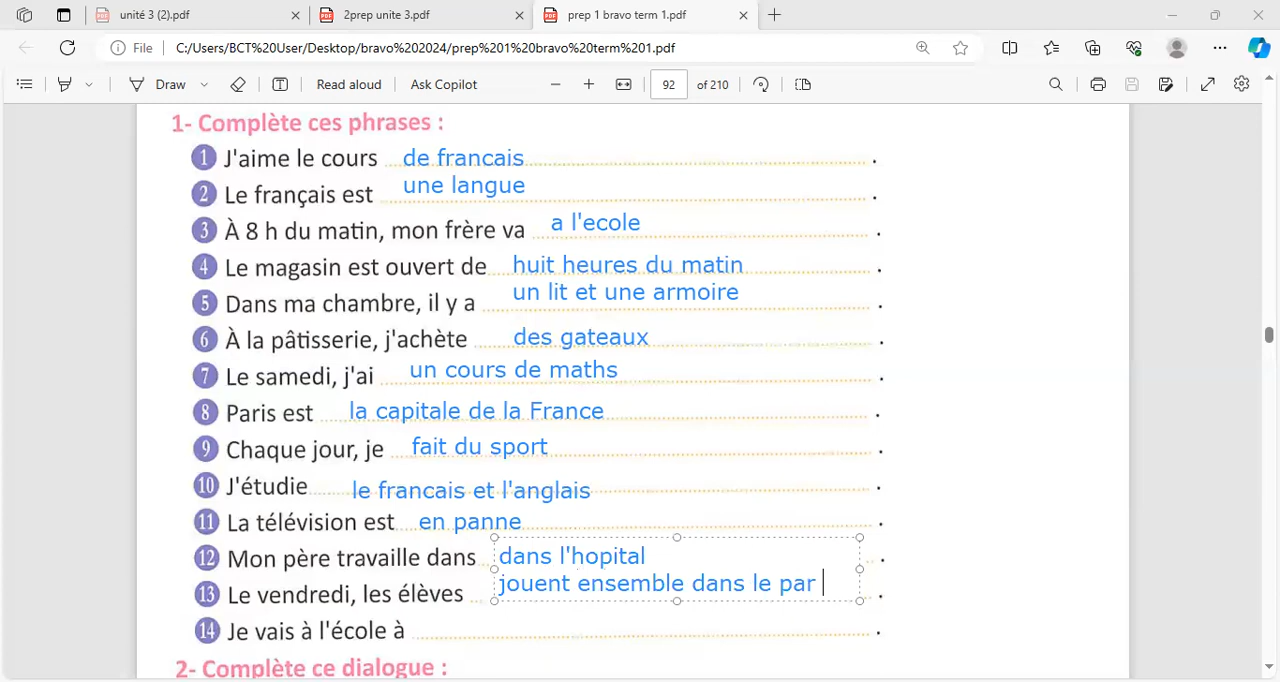 unité 3 (2).pdf
2prep unite 3.pdf
prep 1 bravo term 1.pdf
File C:/Users/BCT%20User/Desktop/bravo%202024/prep%201%20bravo%20term%201.pdf
Draw Read aloud Ask Copilot 92 of 210
1- Complète ces phrases :
1 J'aime le cours de francais .
2 Le français est une langue .
3 À 8 h du matin, mon frère va a l'ecole .
4 Le magasin est ouvert de huit heures du matin .
5 Dans ma chambre, il y a un lit et une armoire .
6 À la pâtisserie, j'achète des gateaux .
7 Le samedi, j'ai un cours de maths .
8 Paris est la capitale de la France .
9 Chaque jour, je fait du sport .
10 J'étudie le francais et l'anglais .
11 La télévision est en panne .
12 Mon père travaille dans dans l'hopital .
13 Le vendredi, les élèves jouent ensemble dans le par .
14 Je vais à l'école à .
2- Complète ce dialogue :